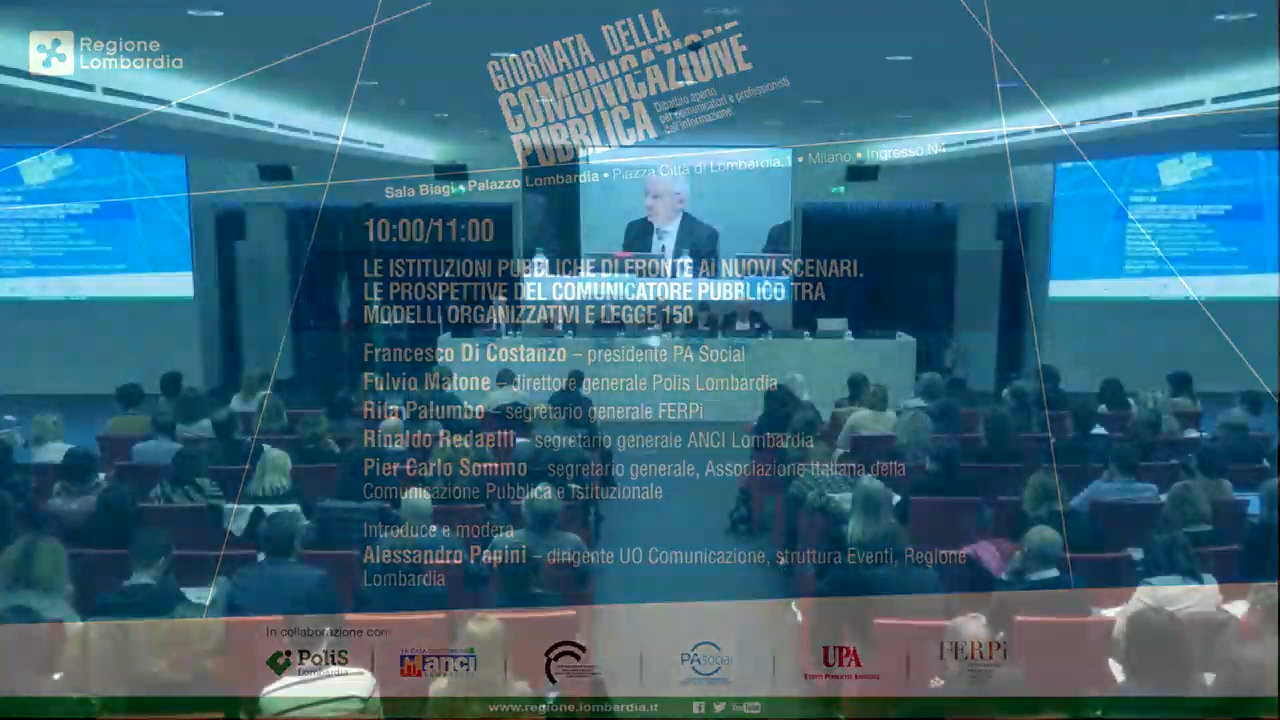 Regione
Lombardia
GIORNATA DELLA
COMUNICAZIONE
PUBBLICA
Dibattito aperto
per comunicatori e professionisti
dell'informazione.
Sala Biagi • Palazzo Lombardia • Piazza Città di Lombardia,1 • Milano • Ingresso N4
10:00/11:00
LE ISTITUZIONI PUBBLICHE DI FRONTE AI NUOVI SCENARI.
LE PROSPETTIVE DEL COMUNICATORE PUBBLICO TRA
MODELLI ORGANIZZATIVI E LEGGE 150
Francesco Di Costanzo – presidente PA Social
Fulvio Matone – direttore generale Polis Lombardia
Rita Palumbo – segretario generale FERPi
Rinaldo Redaelli – segretario generale ANCI Lombardia
Pier Carlo Sommo – segretario generale, Associazione Italiana della
Comunicazione Pubblica e Istituzionale
Introduce e modera
Alessandro Papini – dirigente UO Comunicazione, struttura Eventi, Regione
Lombardia
In collaborazione con:
PoliS
Lombardia
anci
PAsocial
UPA
FERPi
www.regione.lombardia.it
YouTube